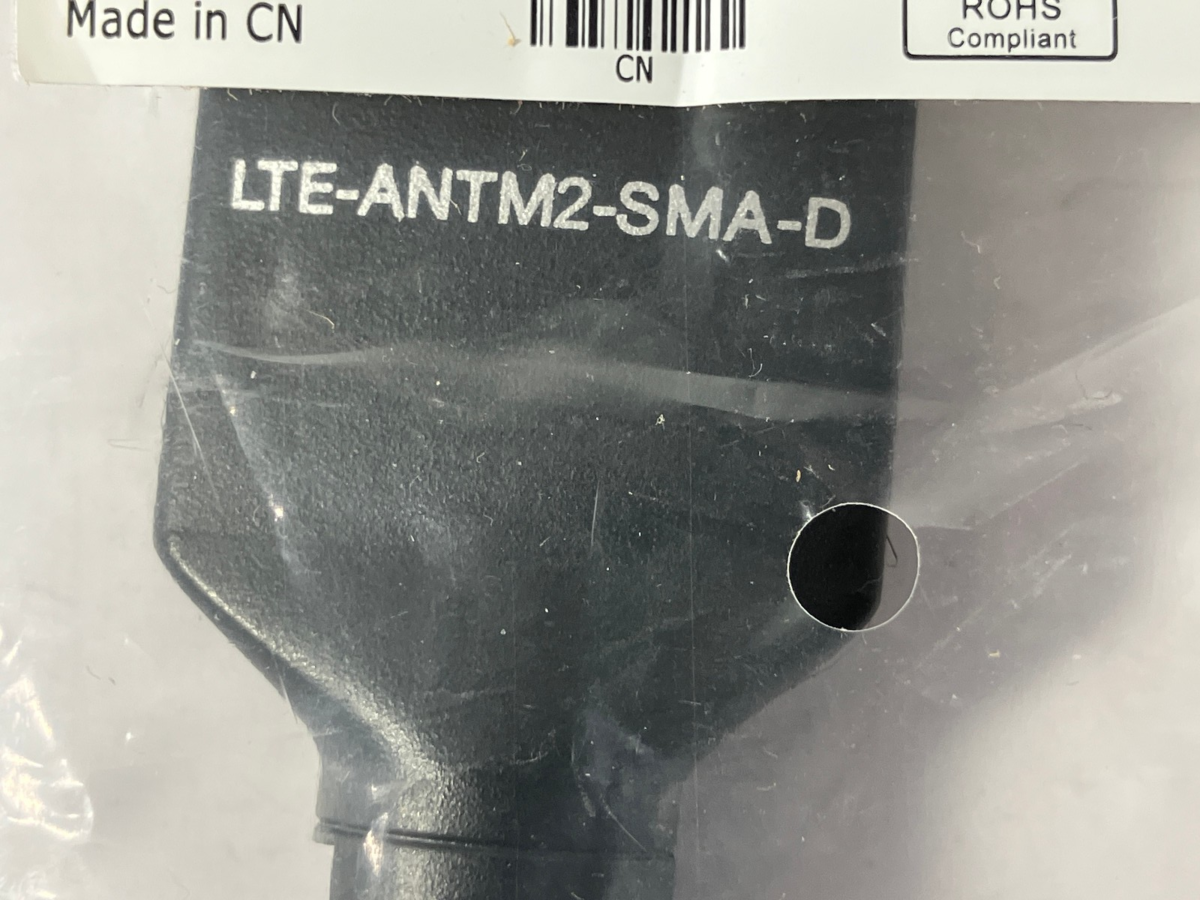 Made in CN
CN
ROHS
Compliant
LTE-ANTM2-SMA-D